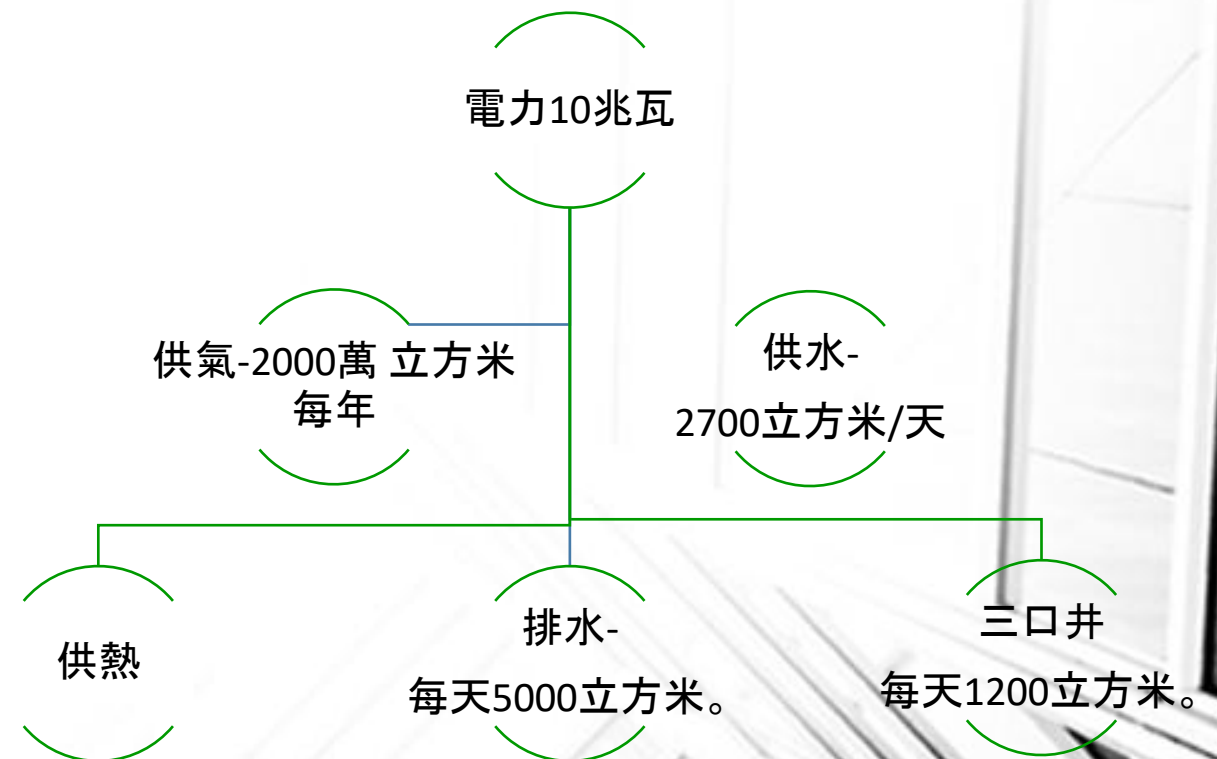 電力10兆瓦
供氣-2000萬 立方米
每年
供水-
2700立方米/天
供熱
排水-
每天5000立方米。
三口井
每天1200立方米。